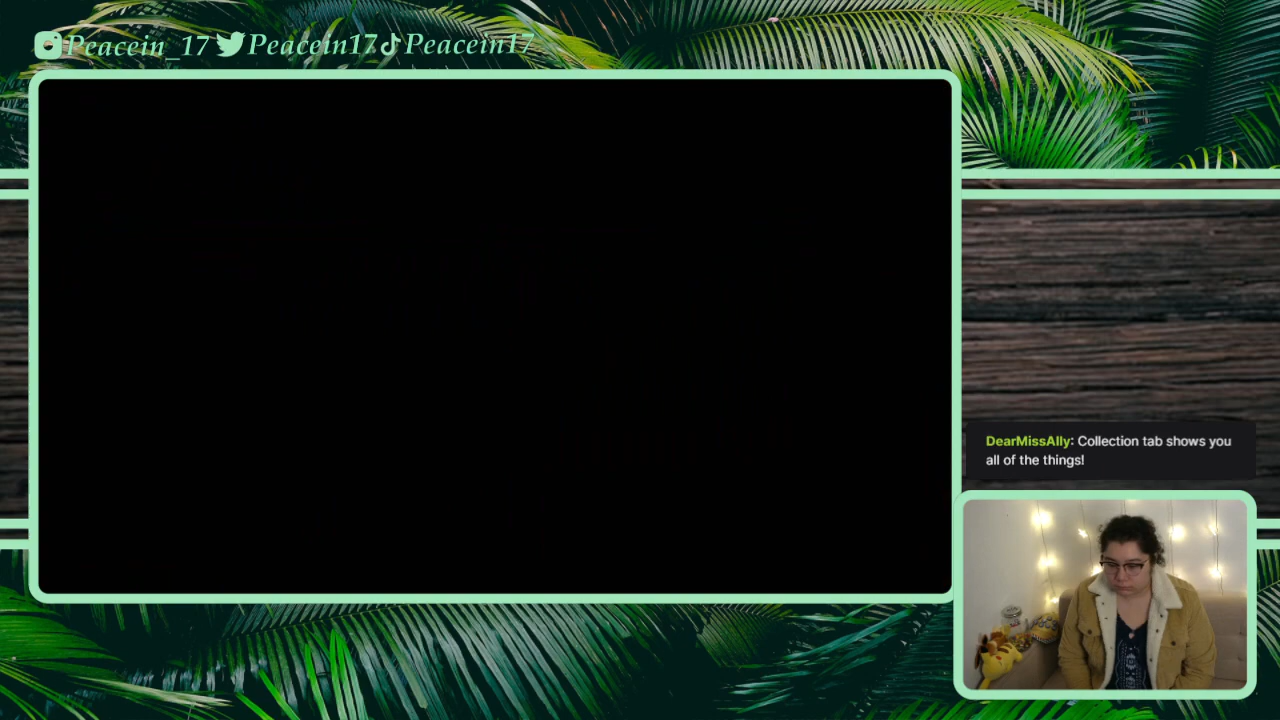 Peacein_17 Peacein17 Peacein17
DearMissAlly: Collection tab shows you
all of the things!